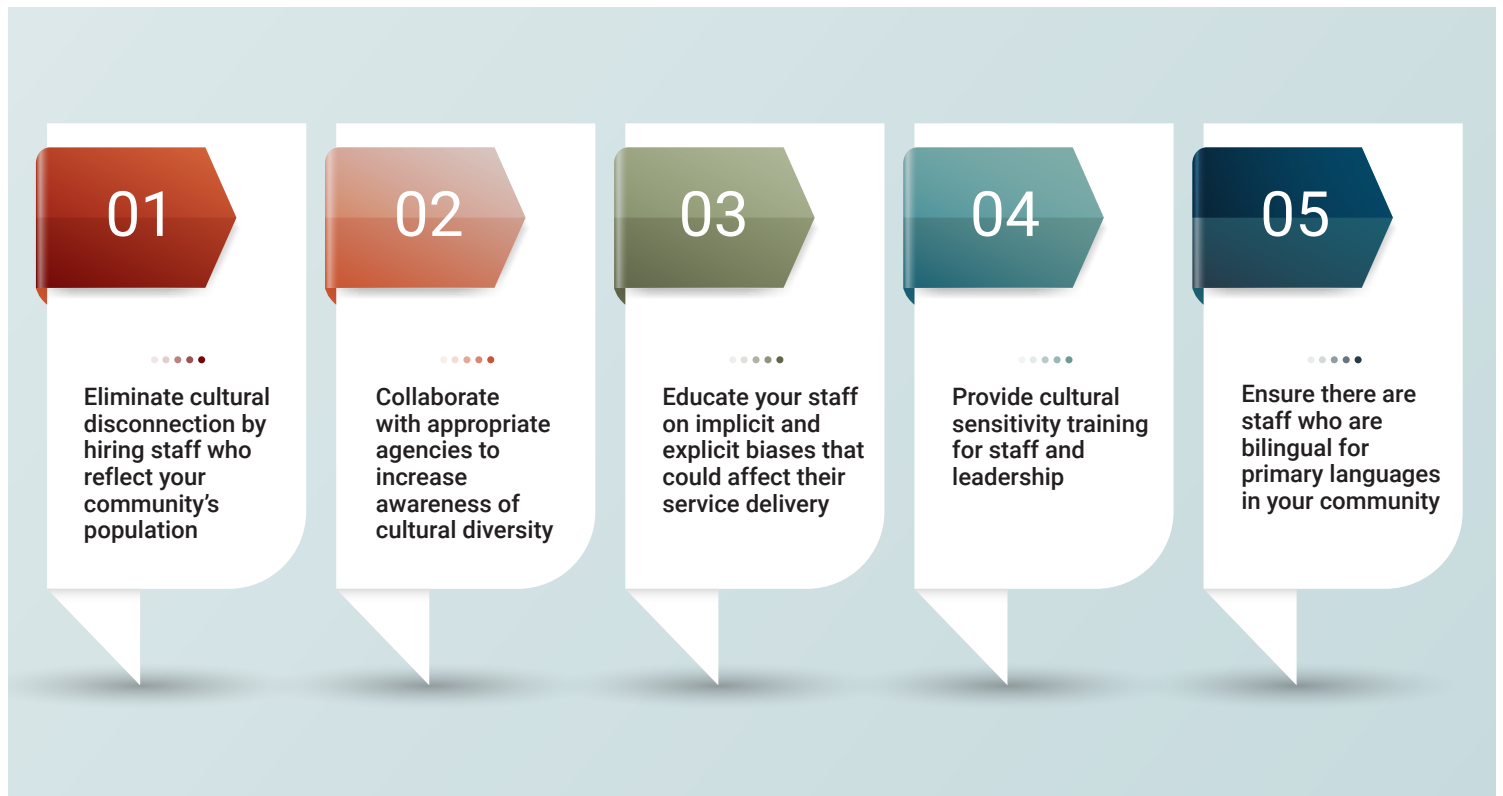 01
Eliminate cultural
disconnection by
hiring staff who
reflect your
community’s
population
02
Collaborate
with appropriate
agencies to
increase
awareness of
cultural diversity
03
Educate your staff
on implicit and
explicit biases that
could affect their
service delivery
04
Provide cultural
sensitivity training
for staff and
leadership
05
Ensure there are
staff who are
bilingual for
primary languages
in your community